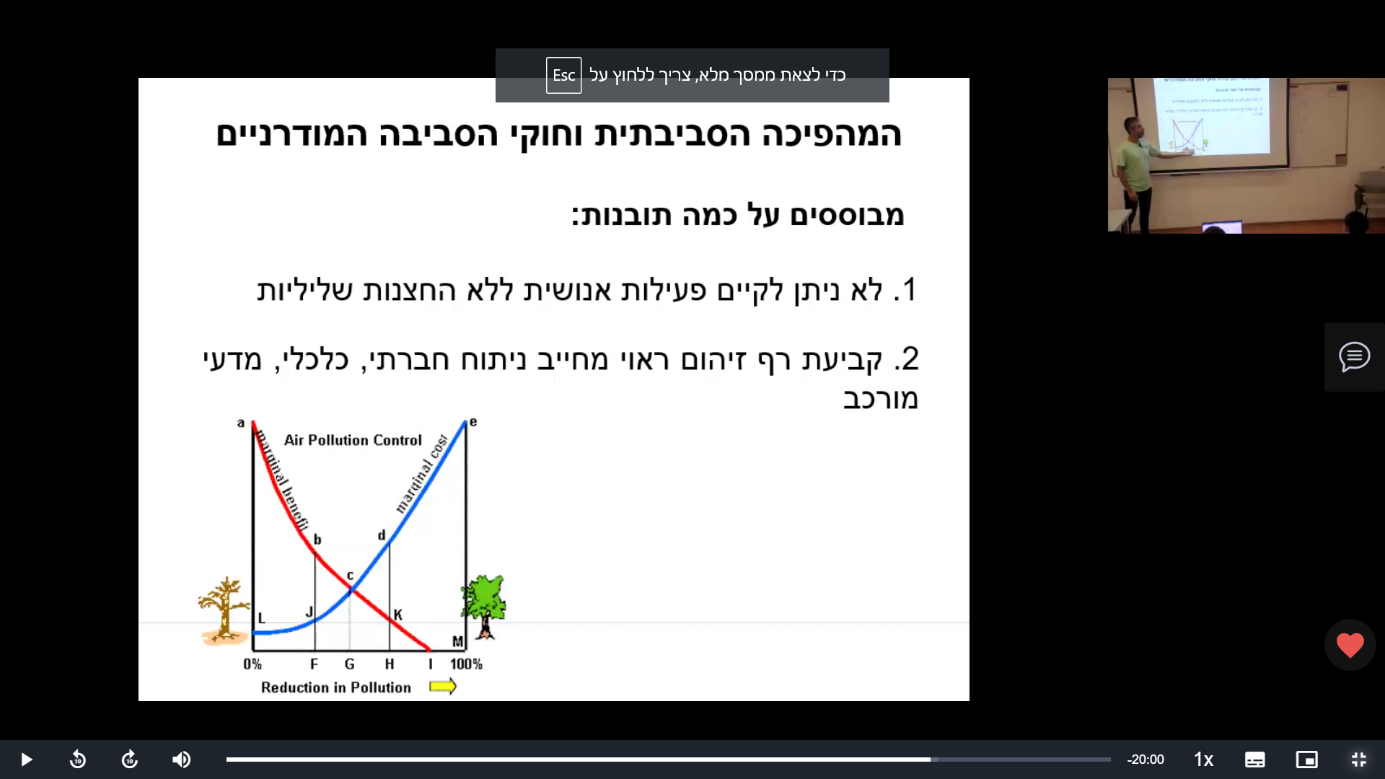 כדי לצאת ממסך מלא, צריך ללחוץ על Esc
המהפיכה הסביבתית וחוקי הסביבה המודרניים
מבוססים על כמה תובנות:
1. לא ניתן לקיים פעילות אנושית ללא החצנות שליליות
2. קביעת רף זיהום ראוי מחייב ניתוח חברתי, כלכלי, מדעי
מורכב
a
e
Air Pollution Control
marginal benefit
marginal cost
b
d
c
L
J
K
M
0% F G H I 100%
Reduction in Pollution
10
10
-20:00
1x